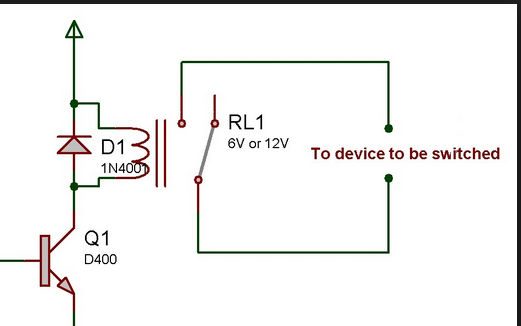 RL1
6V or 12V
D1
1N4001
To device to be switched
Q1
D400